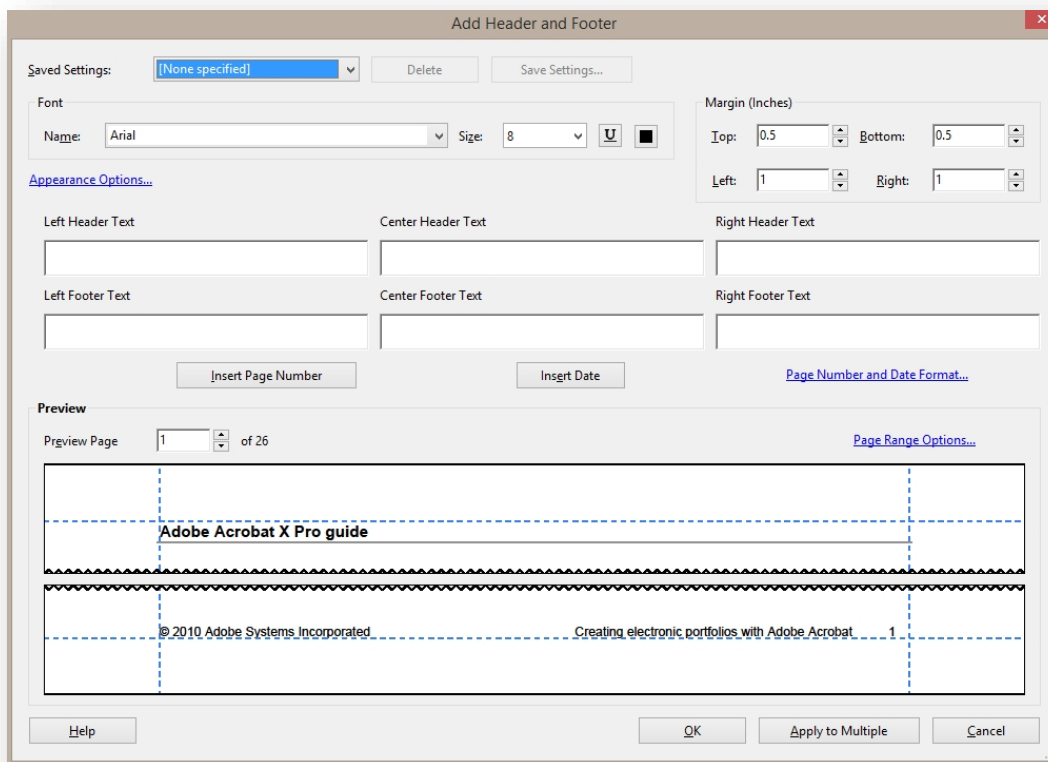 Add Header and Footer
Saved Settings: [None specified] Delete Save Settings...
Font
Name: Arial Size: 8 U
Margin (Inches)
Top: 0.5 Bottom: 0.5
Left: 1 Right: 1
Appearance Options...
Left Header Text Center Header Text Right Header Text
Left Footer Text Center Footer Text Right Footer Text
Insert Page Number Insert Date Page Number and Date Format...
Preview
Preview Page 1 of 26 Page Range Options...
Adobe Acrobat X Pro guide
© 2010 Adobe Systems Incorporated Creating electronic portfolios with Adobe Acrobat 1
Help OK Apply to Multiple Cancel